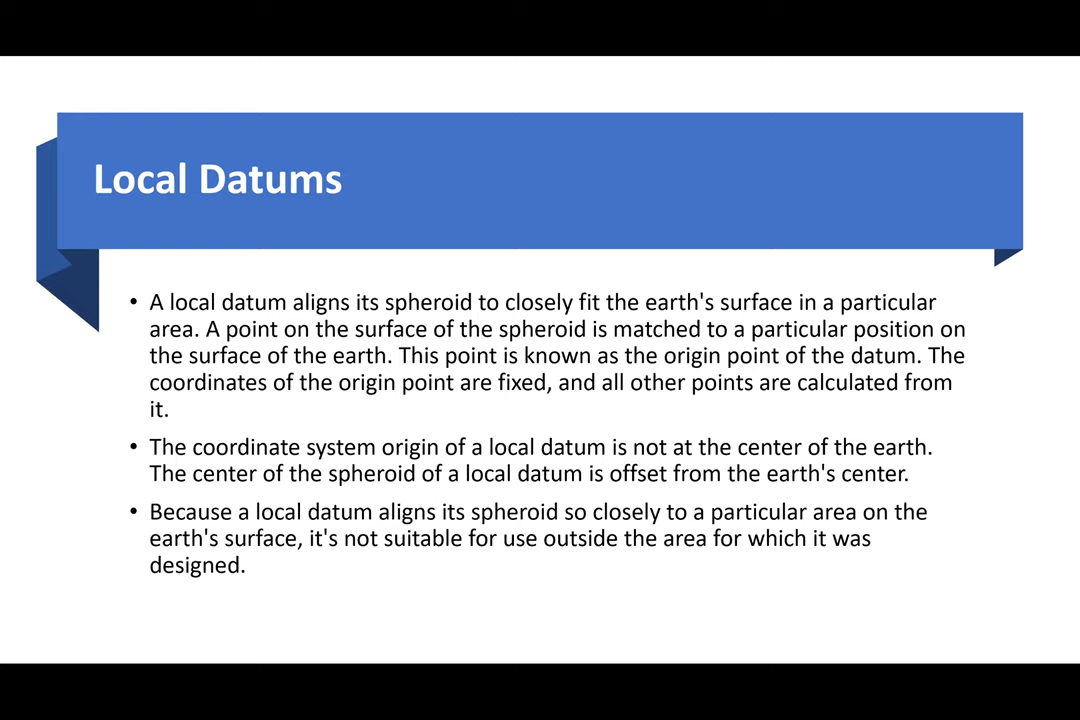 Local Datums
• A local datum aligns its spheroid to closely fit the earth's surface in a particular
area. A point on the surface of the spheroid is matched to a particular position on
the surface of the earth. This point is known as the origin point of the datum. The
coordinates of the origin point are fixed, and all other points are calculated from
it.
• The coordinate system origin of a local datum is not at the center of the earth.
The center of the spheroid of a local datum is offset from the earth's center.
• Because a local datum aligns its spheroid so closely to a particular area on the
earth's surface, it's not suitable for use outside the area for which it was
designed.